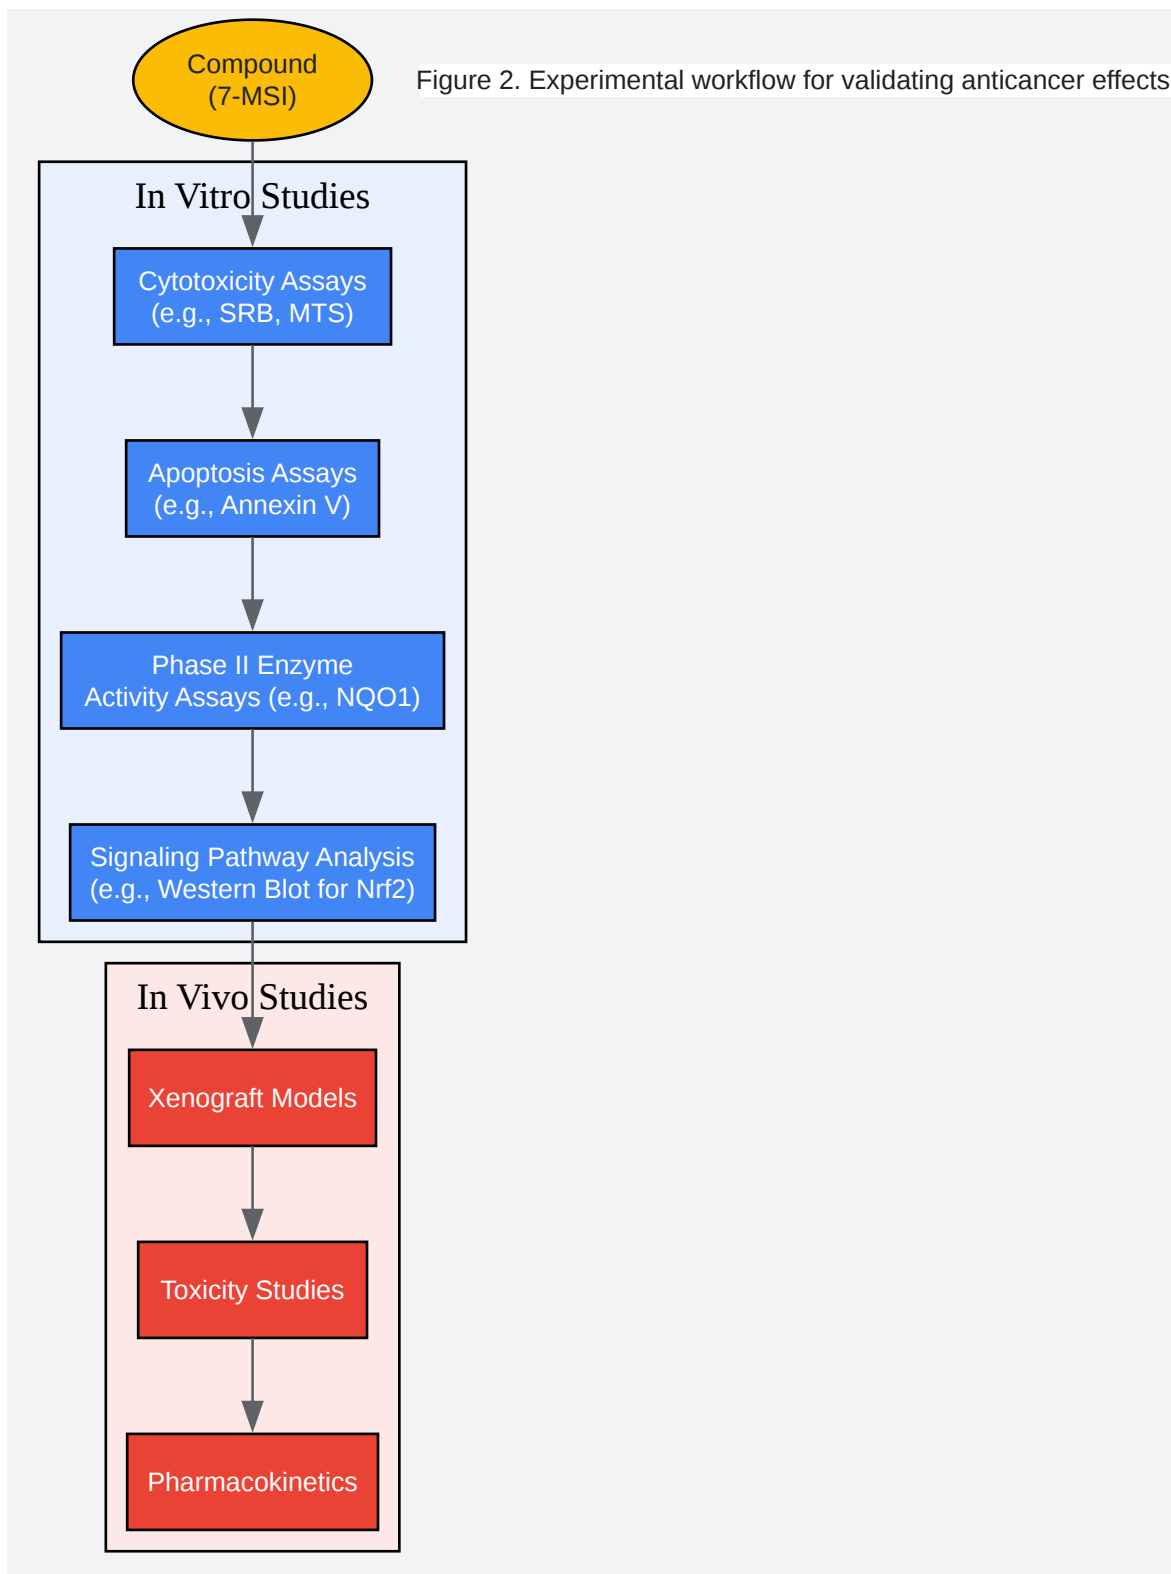 Compound
(7-MSI)
Figure 2. Experimental workflow for validating anticancer effects
In Vitro Studies
Cytotoxicity Assays
(e.g., SRB, MTS)
Apoptosis Assays
(e.g., Annexin V)
Phase II Enzyme
Activity Assays (e.g., NQO1)
Signaling Pathway Analysis
(e.g., Western Blot for Nrf2)
In Vivo Studies
Xenograft Models
Toxicity Studies
Pharmacokinetics